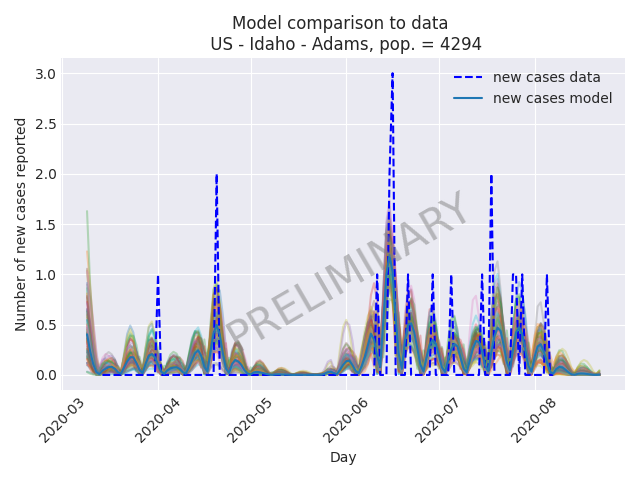 Model comparison to data
US - Idaho - Adams, pop. = 4294
new cases data
new cases model
PRELIMINARY
Number of new cases reported
3.0
2.5
2.0
1.5
1.0
0.5
0.0
2020-03
2020-04
2020-05
2020-06
2020-07
2020-08
Day